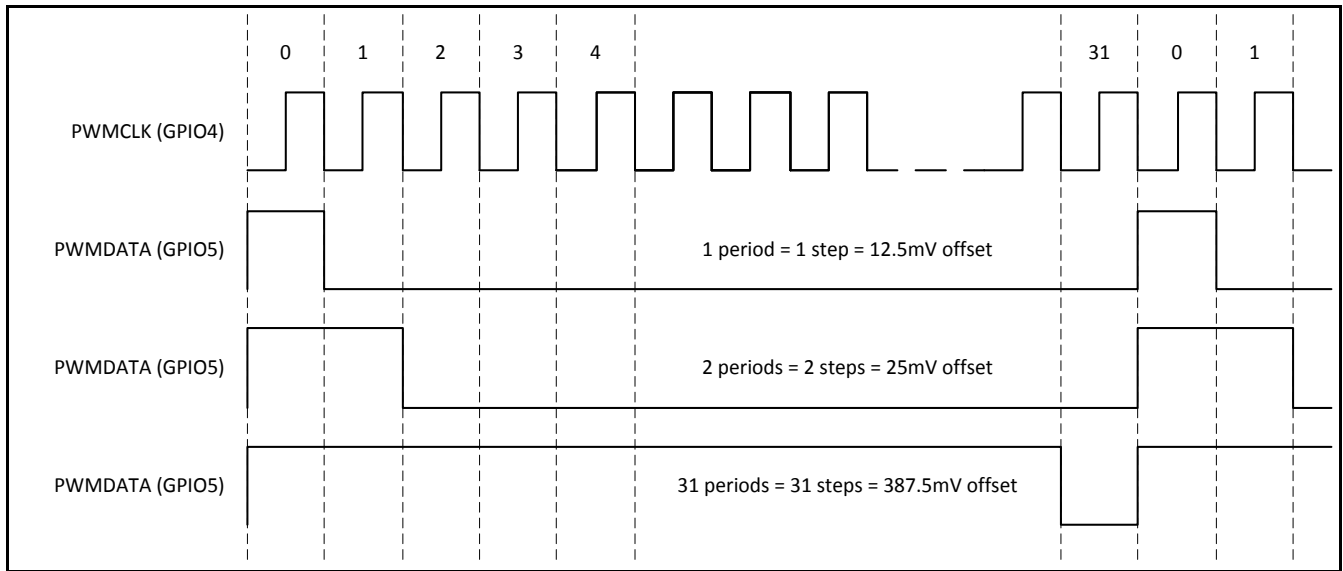 0 1 2 3 4 31 0 1
PWMCLK (GPIO4)
PWMDATA (GPIO5) 1 period = 1 step = 12.5mV offset
PWMDATA (GPIO5) 2 periods = 2 steps = 25mV offset
PWMDATA (GPIO5) 31 periods = 31 steps = 387.5mV offset